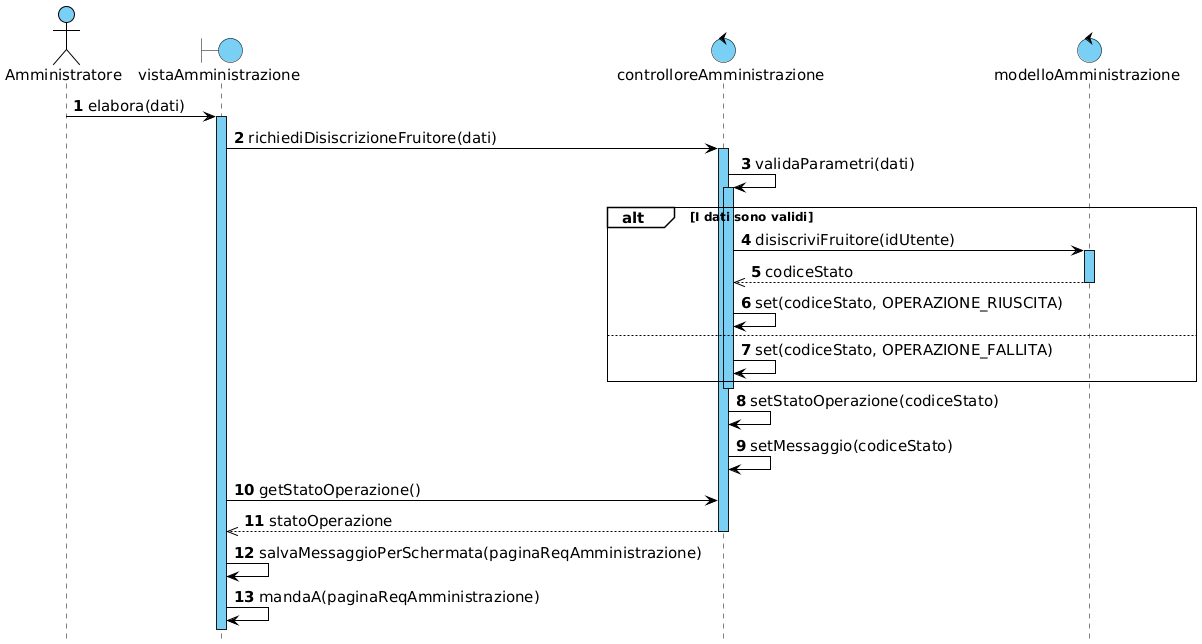 Amministratore
vistaAmministrazione
controlloreAmministrazione
modelloAmministrazione
1 elabora(dati)
2 richiediDisiscrizioneFruitore(dati)
3 validaParametri(dati)
alt [I dati sono validi]
4 disiscriviFruitore(idUtente)
5 codiceStato
6 set(codiceStato, OPERAZIONE_RIUSCITA)
7 set(codiceStato, OPERAZIONE_FALLITA)
8 setStatoOperazione(codiceStato)
9 setMessaggio(codiceStato)
10 getStatoOperazione()
11 statoOperazione
12 salvaMessaggioPerSchermata(paginaReqAmministrazione)
13 mandaA(paginaReqAmministrazione)